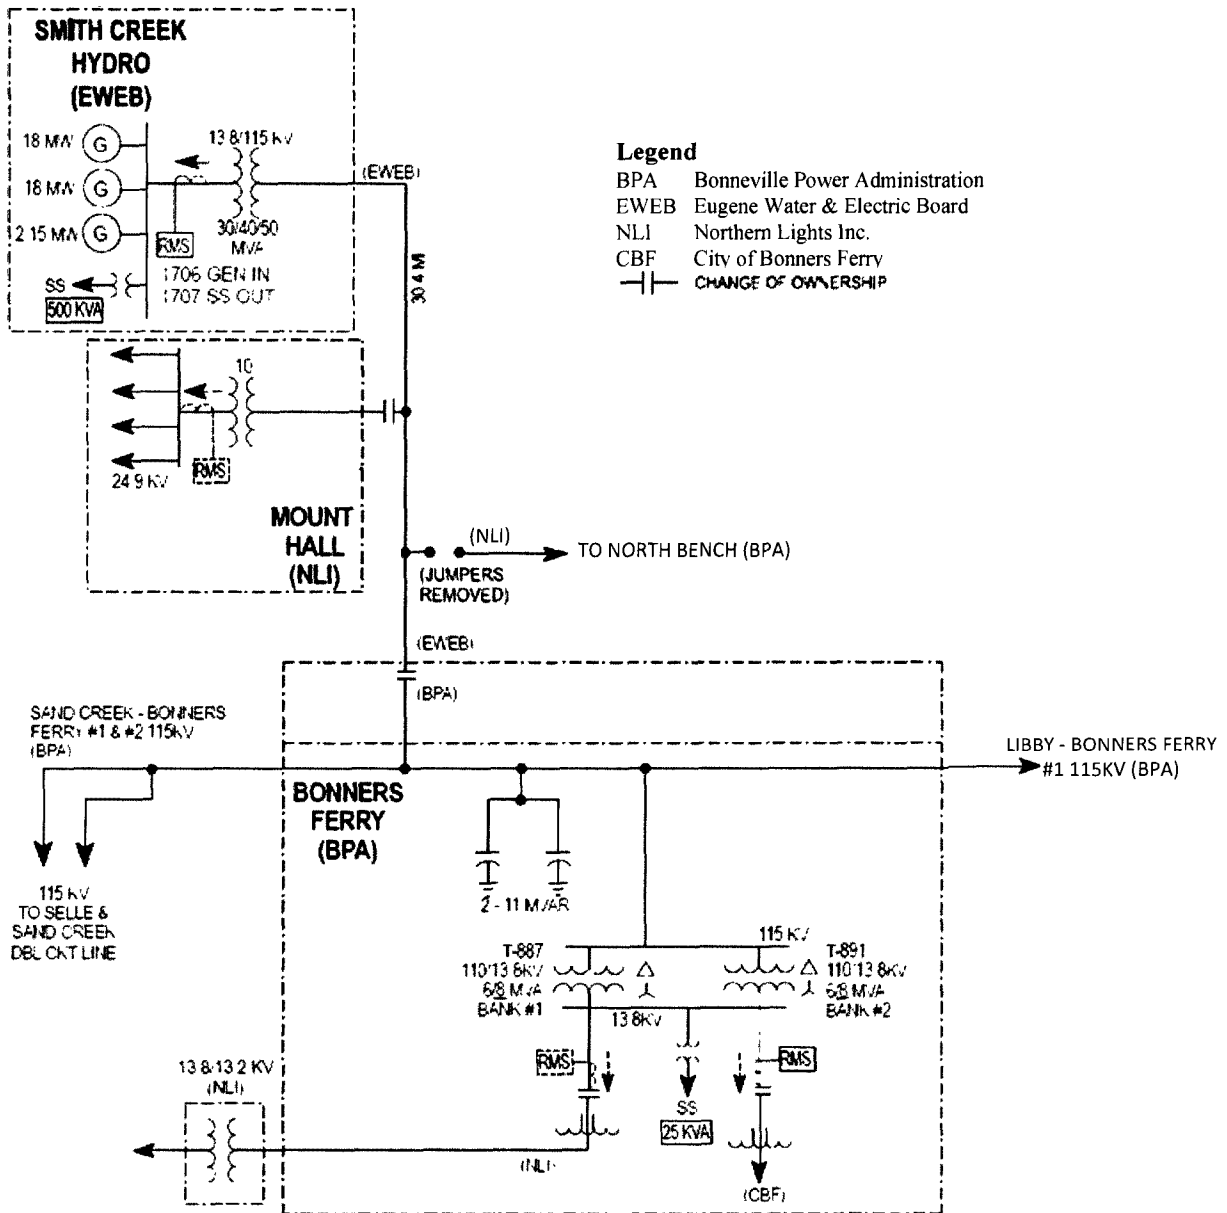 SMITH CREEK
HYDRO
(EWEB)
18 MW
G
18 MW
G
2 15 MW
G
SS
500 KVA
13 8/115 KV
30/40/50
MVA
RMS
1706 GEN IN
1707 SS OUT
(EWEB)
30 4 MI
Legend
BPA Bonneville Power Administration
EWEB Eugene Water & Electric Board
NLI Northern Lights Inc.
CBF City of Bonners Ferry
CHANGE OF OWNERSHIP
10
RMS
24 9 KV
MOUNT
HALL
(NLI)
(NLI)
TO NORTH BENCH (BPA)
(JUMPERS
REMOVED)
(EWEB)
(BPA)
SAND CREEK - BONNERS
FERRY #1 & #2 115KV
(BPA)
LIBBY - BONNERS FERRY
#1 115KV (BPA)
BONNERS
FERRY
(BPA)
115 KV
TO SELLE &
SAND CREEK
DBL CKT LINE
2 - 11 MVAR
115 KV
T-887
110/13 8KV
6/8 MVA
BANK #1
T-891
110/13 8KV
6/8 MVA
BANK #2
13 8KV
RMS
RMS
SS
25 KVA
13 8/13 2 KV
(NLI)
(NLI)
(CBF)